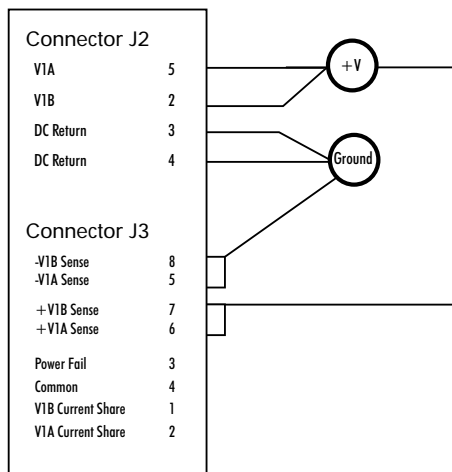 Connector J2
V1A 5
V1B 2
DC Return 3
DC Return 4
+V
Ground
Connector J3
-V1B Sense 8
-V1A Sense 5
+V1B Sense 7
+V1A Sense 6
Power Fail 3
Common 4
V1B Current Share 1
V1A Current Share 2